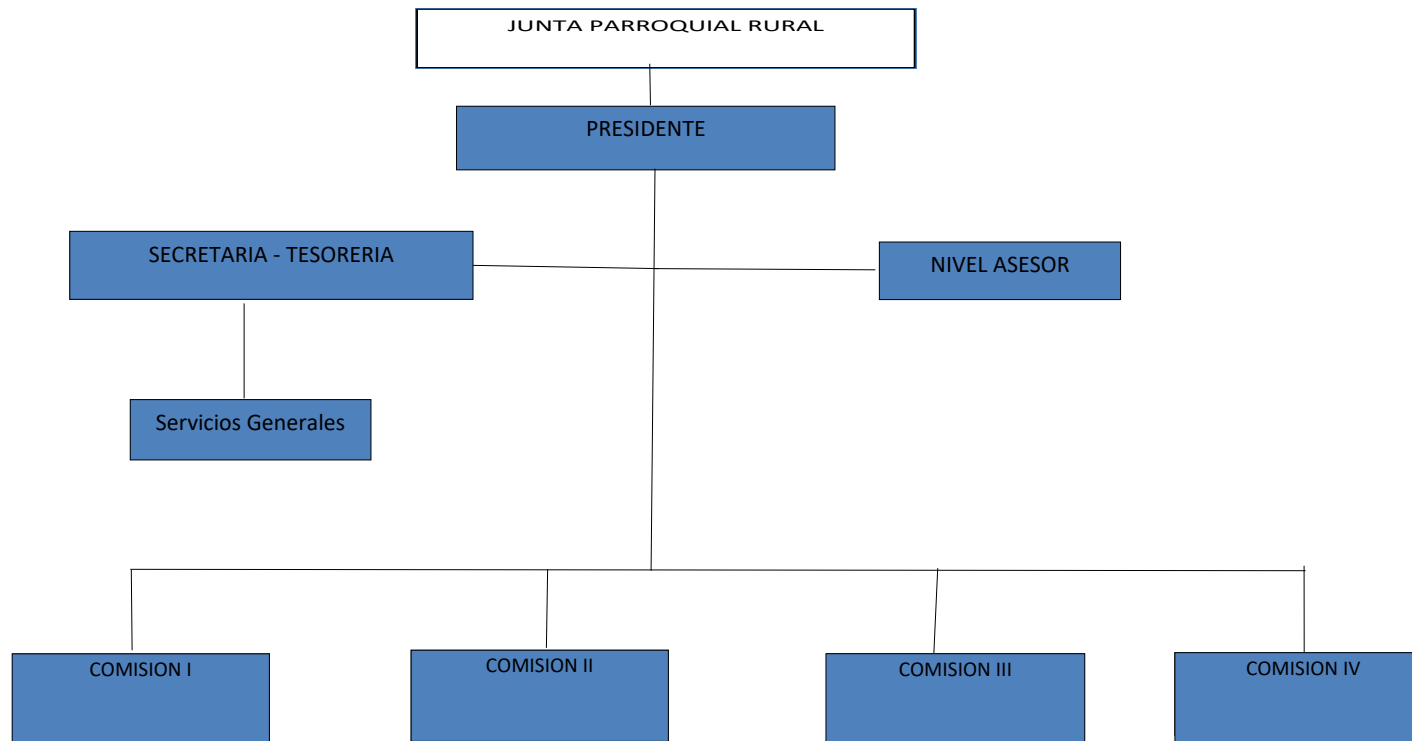 JUNTA PARROQUIAL RURAL
PRESIDENTE
SECRETARIA - TESORERIA
NIVEL ASESOR
Servicios Generales
COMISION I
COMISION II
COMISION III
COMISION IV